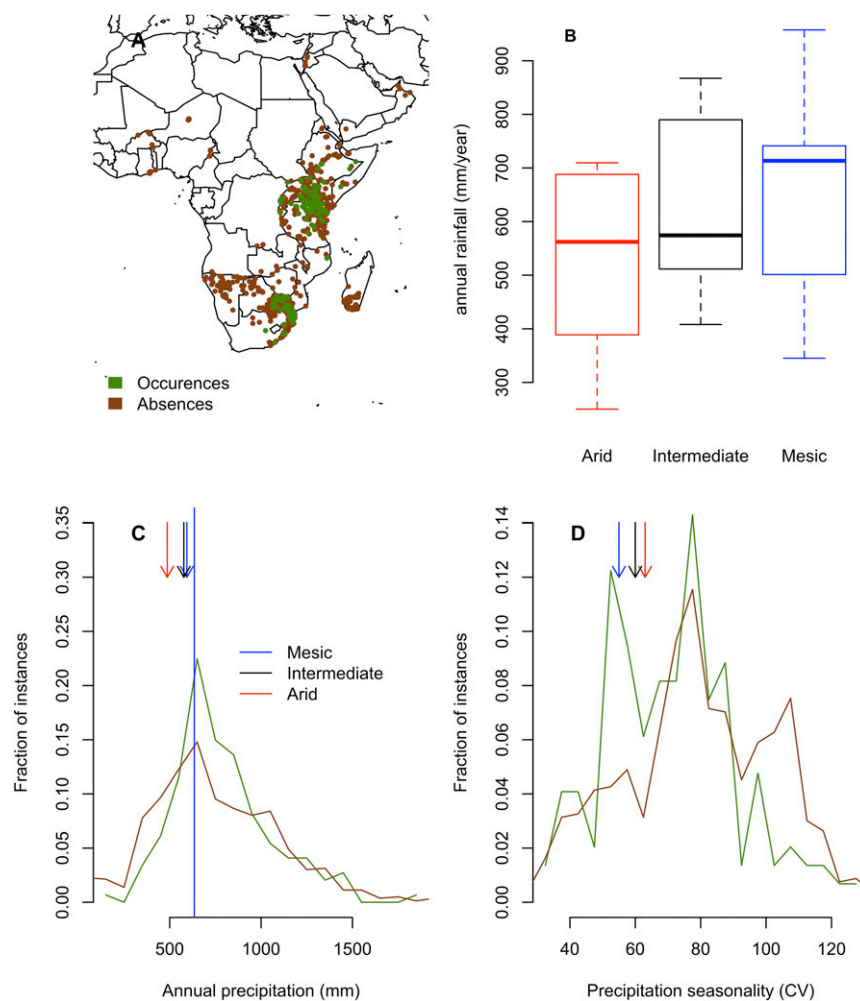 A
Occurences
Absences
B
annual rainfall (mm/year)
900
800
700
600
500
400
300
Arid Intermediate Mesic
C
Fraction of instances
0.35
0.30
0.25
0.20
0.15
0.10
0.05
0.00
Mesic
Intermediate
Arid
500 1000 1500
Annual precipitation (mm)
D
Fraction of instances
0.14
0.12
0.10
0.08
0.06
0.04
0.02
0.00
40 60 80 100 120
Precipitation seasonality (CV)